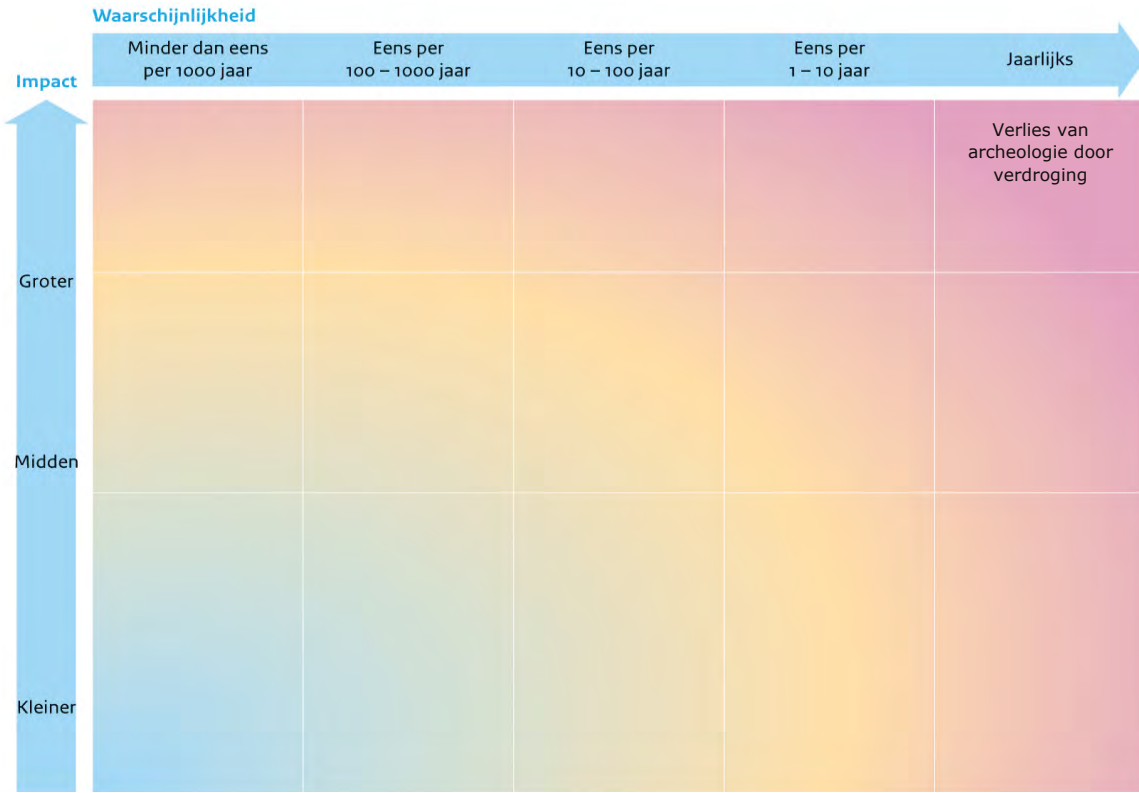 Waarschijnlijkheid
Minder dan eens
per 1000 jaar
Eens per
100 – 1000 jaar
Eens per
10 – 100 jaar
Eens per
1 – 10 jaar
Jaarlijks
Impact
Verlies van
archeologie door
verdroging
Groter
Midden
Kleiner